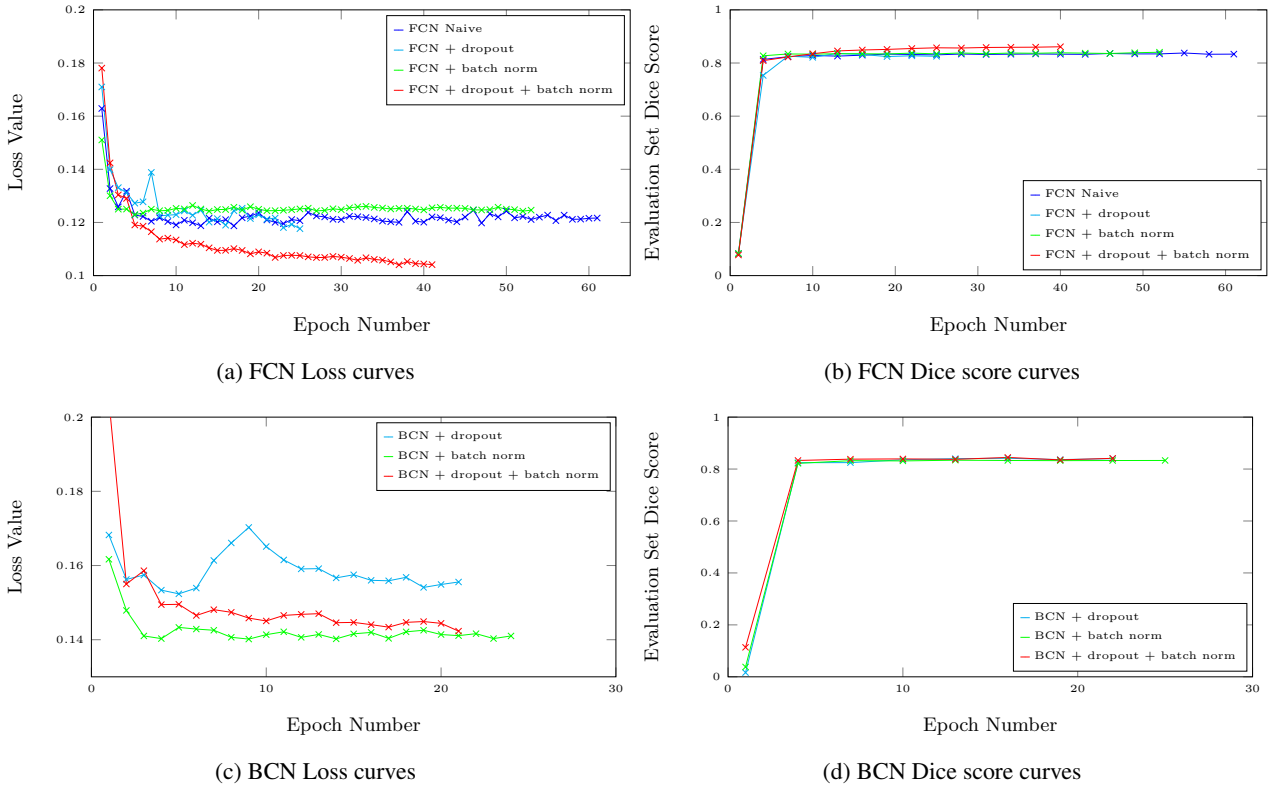 0.2
0.18
0.16
0.14
0.12
0.1
0
10
20
30
40
50
60
Loss Value
Epoch Number
FCN Naive
FCN + dropout
FCN + batch norm
FCN + dropout + batch norm
(a) FCN Loss curves
1
0.8
0.6
0.4
0.2
0
0
10
20
30
40
50
60
Evaluation Set Dice Score
Epoch Number
FCN Naive
FCN + dropout
FCN + batch norm
FCN + dropout + batch norm
(b) FCN Dice score curves
0.2
0.18
0.16
0.14
0
10
20
30
Loss Value
Epoch Number
BCN + dropout
BCN + batch norm
BCN + dropout + batch norm
(c) BCN Loss curves
1
0.8
0.6
0.4
0.2
0
0
10
20
30
Evaluation Set Dice Score
Epoch Number
BCN + dropout
BCN + batch norm
BCN + dropout + batch norm
(d) BCN Dice score curves